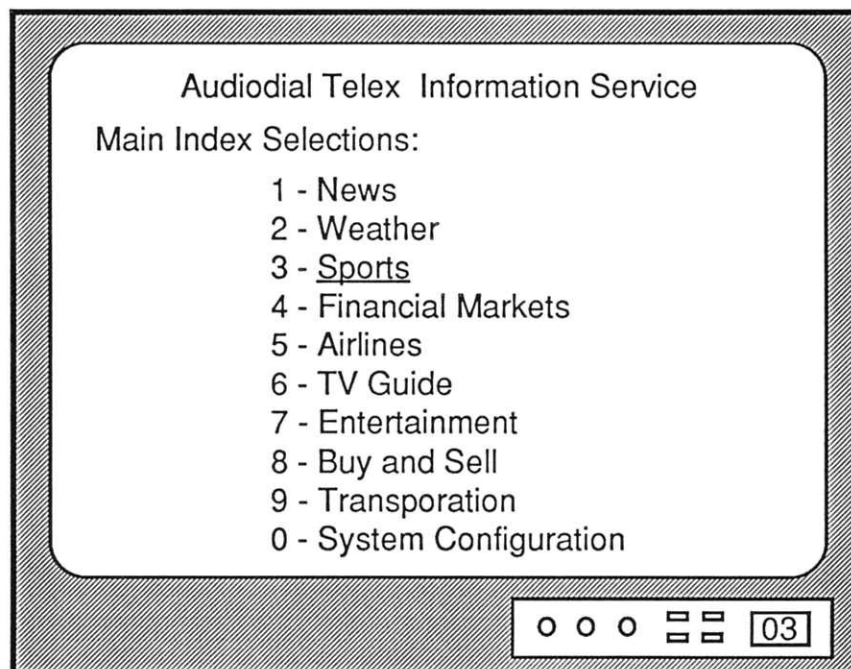 Audiodial Telex Information Service
Main Index Selections:
1 - News
2 - Weather
3 - Sports
4 - Financial Markets
5 - Airlines
6 - TV Guide
7 - Entertainment
8 - Buy and Sell
9 - Transporation
0 - System Configuration
03